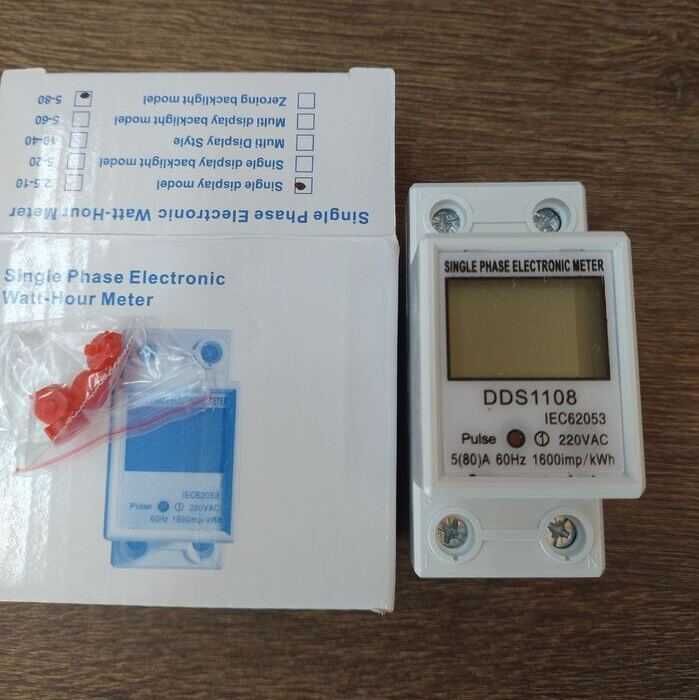 Single Phase Electronic Watt-Hour Meter
Single display model 2.5-10
Single display backlight model 5-20
Multi Display Style 10-40
Multi display backlight model 5-60
Zeroing backlight model 5-80
Single Phase Electronic
Watt-Hour Meter
METER
IEC62053
Pulse 1 220VAC
60Hz 1600imp/kWh
SINGLE PHASE ELECTRONIC METER
DDS1108
IEC62053
Pulse 1 220VAC
5(80)A 60Hz 1600imp/kWh